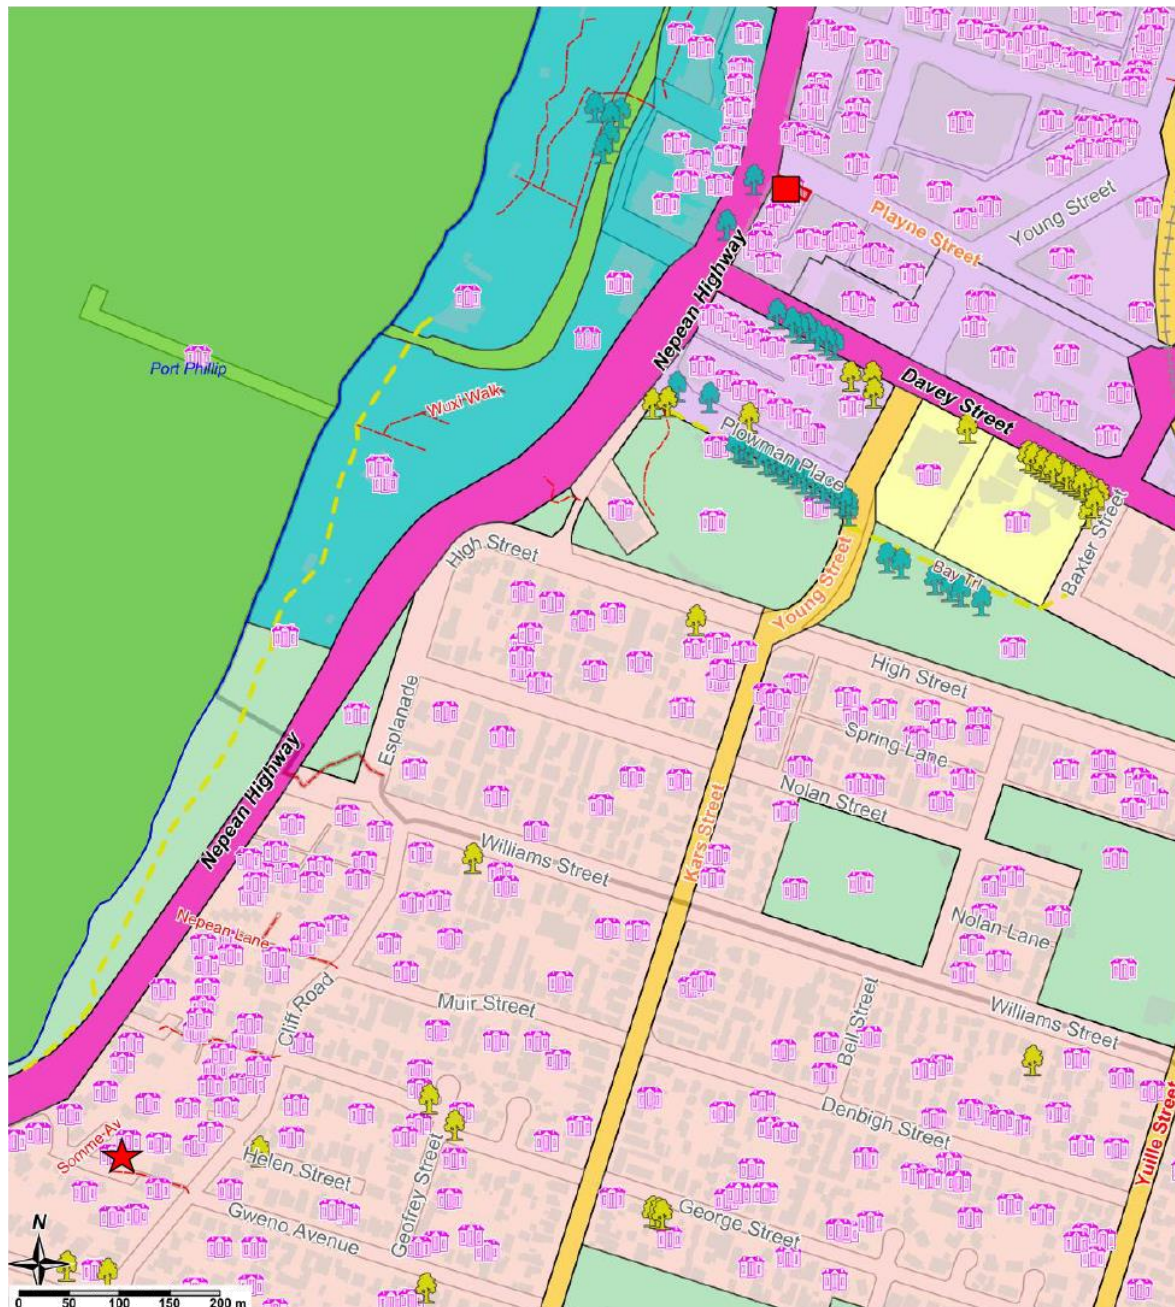 Young Street
Playne Street
Nepean Highway
Port Phillip
Davey Street
Wuxi Walk
Plowman Place
High Street
Baxter Street
Bay Trl
Young Street
High Street
Esplanade
Spring Lane
Nepean Highway
Nolan Street
Williams Street
Kars Street
Nepean Lane
Nolan Lane
Cliff Road
Muir Street
Bell Street
Williams Street
Denbigh Street
Yuille Street
Somme Av
Helen Street
Geofrey Street
George Street
Gweno Avenue
N
0 50 100 150 200 m